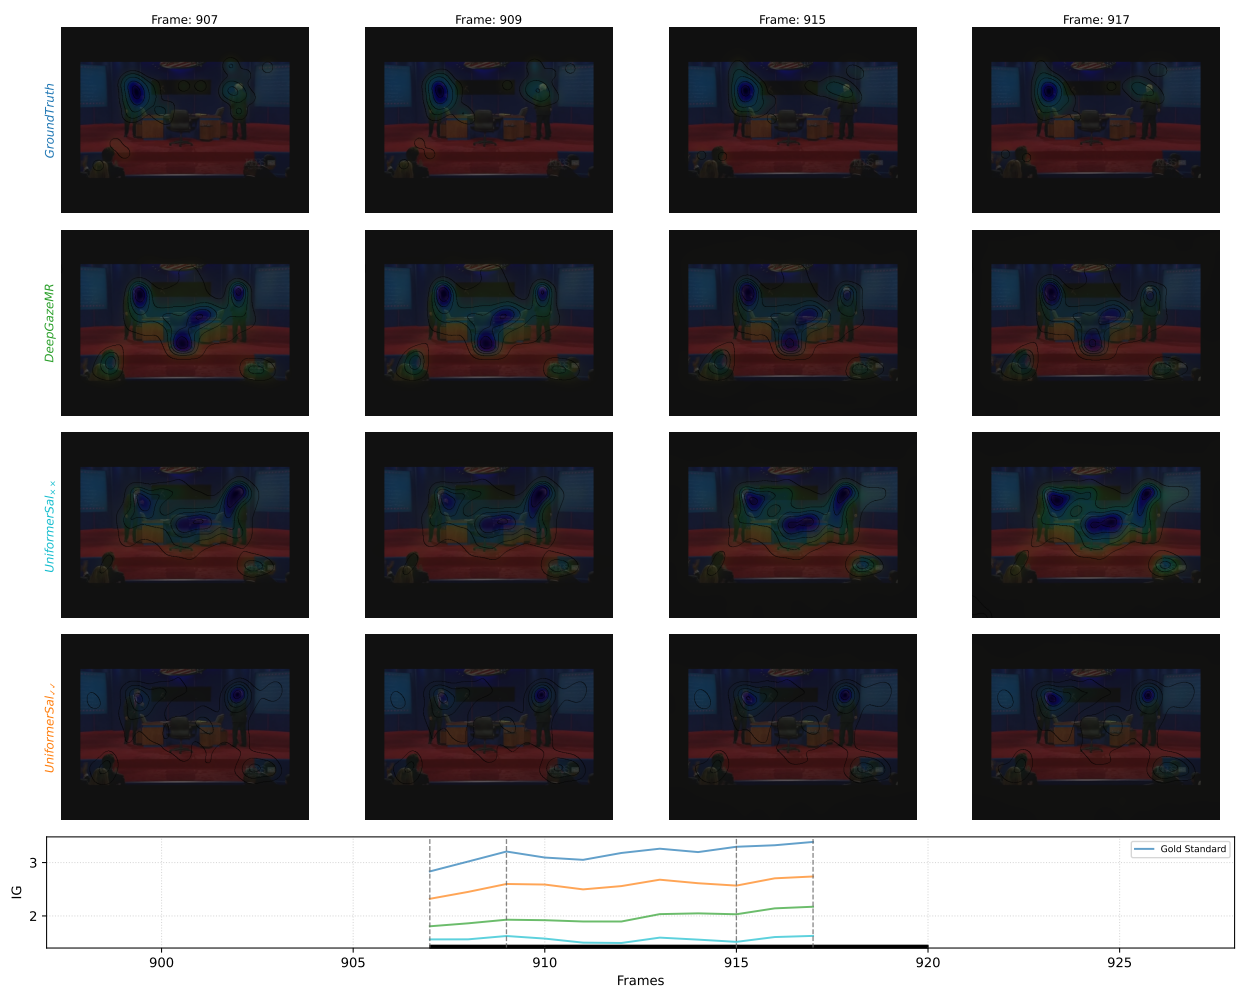 Frame: 907
Frame: 909
Frame: 915
Frame: 917
GroundTruth
DeepGazeMR
UniformerSal××
UniformerSal✓✓
IG
3
2
Gold Standard
900
905
910
915
920
925
Frames